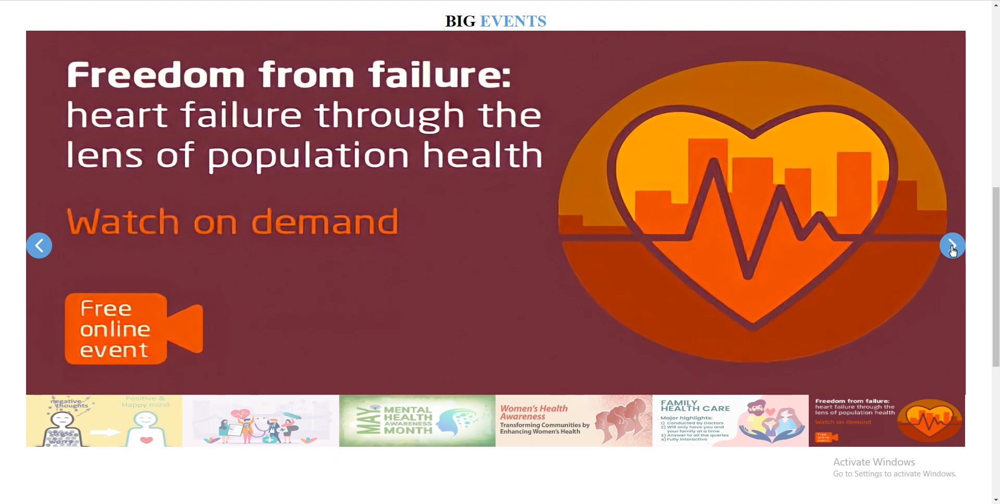 BIG EVENTS
Freedom from failure:
heart failure through the
lens of population health
Watch on demand
Free
online
event
negative
thoughts
stress
worry
Positive &
Happy mind
MAY
MENTAL
HEALTH
AWARENESS
MONTH
Women's Health
Awareness
Transforming Communities by
Enhancing Women's Health
FAMILY
HEALTH CARE
Major highlights:
1) Conducted by Doctors
2) Will only have you and
your family at a time
3) Answer to all the queries
4) Fully interactive
Freedom from failure:
heart failure through the
lens of population health
Watch on demand
Free
online
event
Activate Windows
Go to Settings to activate Windows.